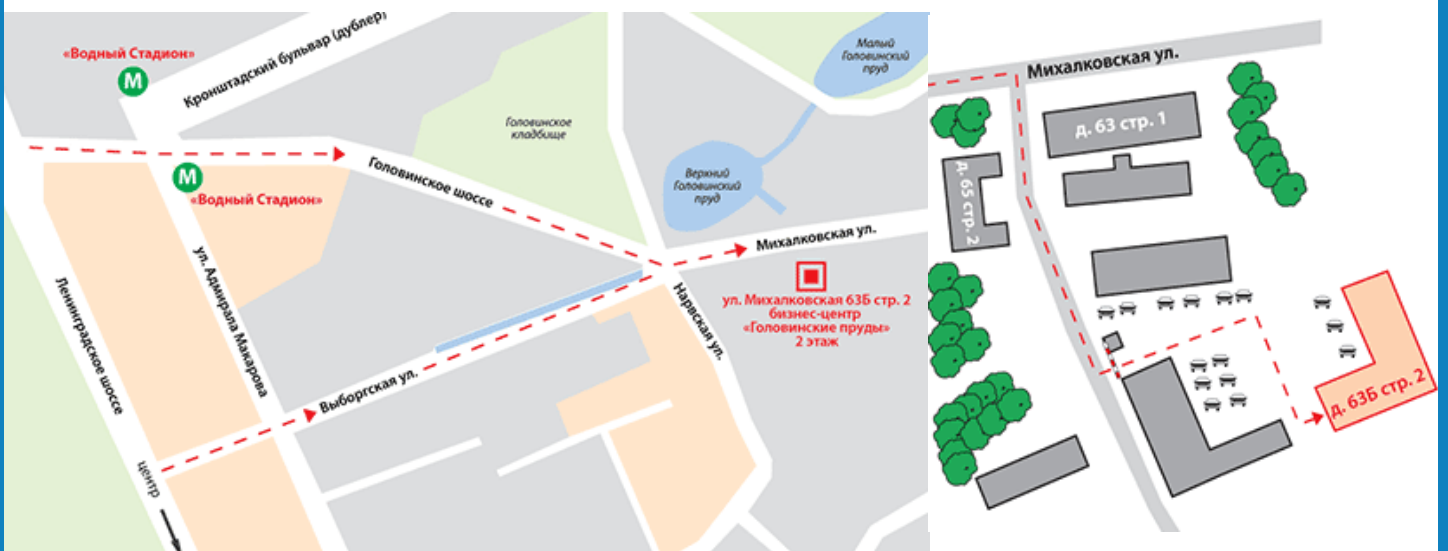 «Водный Стадион»
М
Кронштадский бульвар (дублер)
Малый
Головинский
пруд
Головинское
кладбище
М
«Водный Стадион»
Головинское шоссе
Верхний
Головинский
пруд
Михалковская ул.
ул. Адмирала Макарова
Ленинградское шоссе
ул. Михалковская 63Б стр. 2
бизнес-центр
«Головинские пруды»
2 этаж
Нарвская ул.
Выборгская ул.
центр
Михалковская ул.
д. 63 стр. 1
д. 65 стр. 2
д. 63Б стр. 2